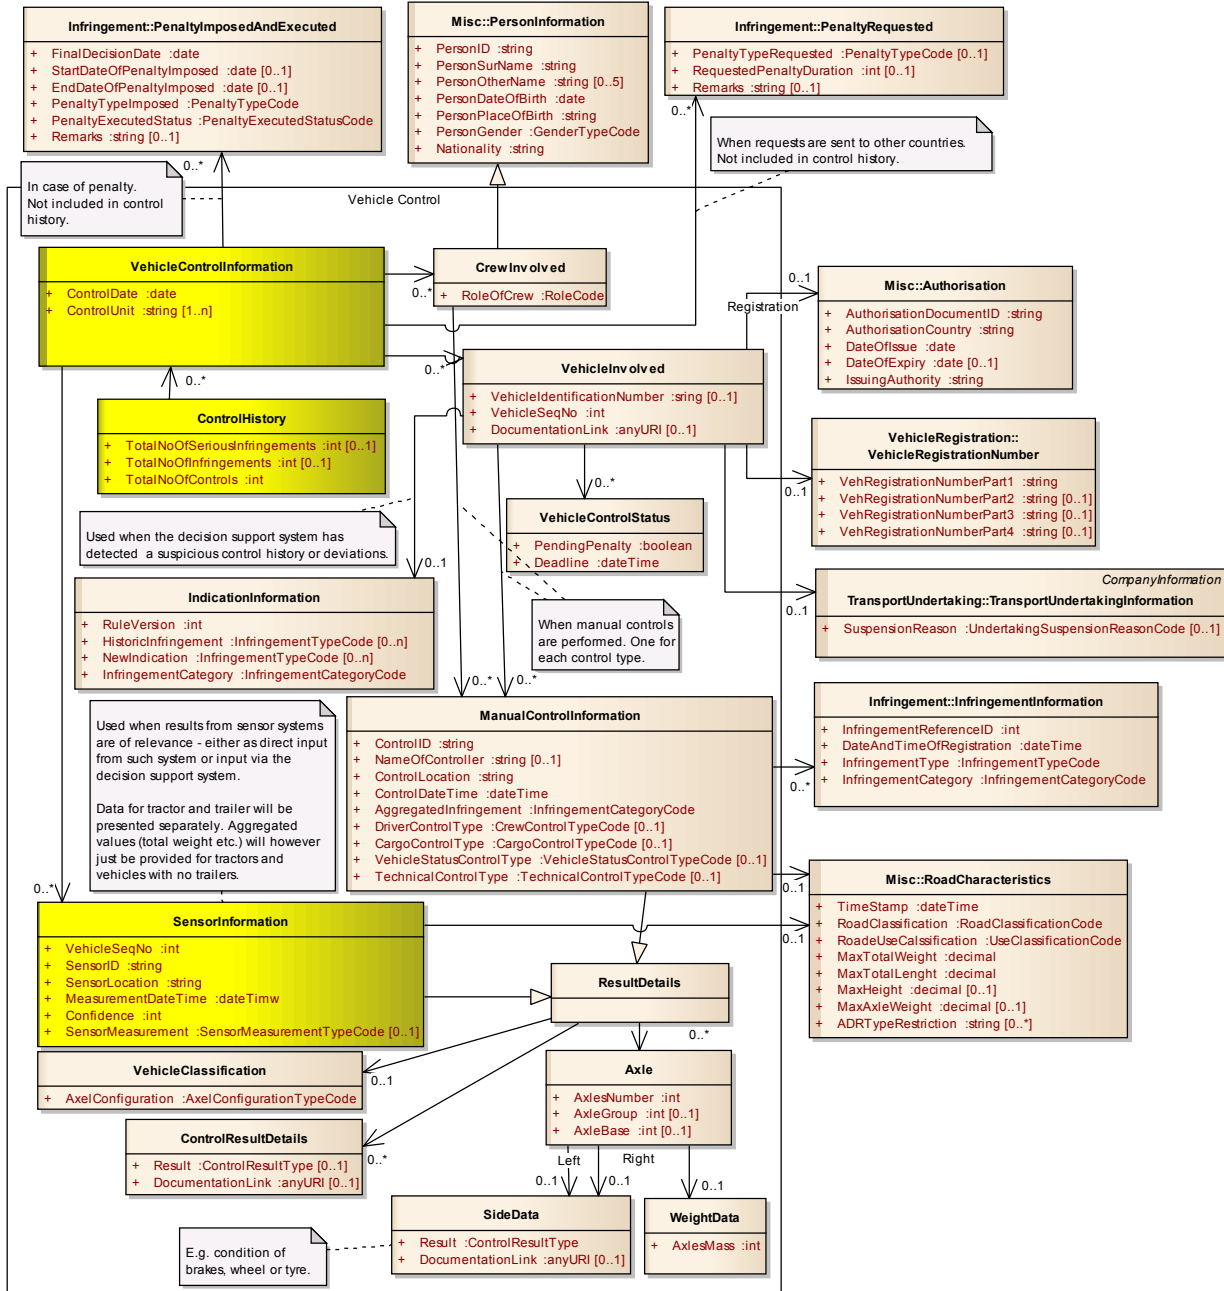 Infringement::PenaltyImposedAndExecuted
+ FinalDecisionDate :date
+ StartDateOfPenaltyImposed :date [0..1]
+ EndDateOfPenaltyImposed :date [0..1]
+ PenaltyTypeImposed :PenaltyTypeCode
+ PenaltyExecutedStatus :PenaltyExecutedStatusCode
+ Remarks :string [0..1]
Misc::PersonInformation
+ PersonID :string
+ PersonSurName :string
+ PersonOtherName :string [0..5]
+ PersonDateOfBirth :date
+ PersonPlaceOfBirth :string
+ PersonGender :GenderTypeCode
+ Nationality :string
Infringement::PenaltyRequested
+ PenaltyTypeRequested :PenaltyTypeCode [0..1]
+ RequestedPenaltyDuration :int [0..1]
+ Remarks :string [0..1]
0..*
0..*
When requests are sent to other countries.
Not included in control history.
In case of penalty.
Not included in control
history.
Vehicle Control
VehicleControlInformation
+ ControlDate :date
+ ControlUnit :string [1..n]
0..*
CrewInvolved
+ RoleOfCrew :RoleCode
0..1
Registration
Misc::Authorisation
+ AuthorisationDocumentID :string
+ AuthorisationCountry :string
+ DateOfIssue :date
+ DateOfExpiry :date [0..1]
+ IssuingAuthority :string
0..*
0..*
VehicleInvolved
+ VehicleIdentificationNumber :sring [0..1]
+ VehicleSeqNo :int
+ DocumentationLink :anyURI [0..1]
ControlHistory
+ TotalNoOfSeriousInfringements :int [0..1]
+ TotalNoOfInfringements :int [0..1]
+ TotalNoOfControls :int
0..1
VehicleRegistration::
VehicleRegistrationNumber
+ VehRegistrationNumberPart1 :string
+ VehRegistrationNumberPart2 :string [0..1]
+ VehRegistrationNumberPart3 :string [0..1]
+ VehRegistrationNumberPart4 :string [0..1]
0..*
VehicleControlStatus
+ PendingPenalty :boolean
+ Deadline :dateTime
Used when the decision support system has
detected a suspicious control history or deviations.
0..1
IndicationInformation
+ RuleVersion :int
+ HistoricInfringement :InfringementTypeCode [0..n]
+ NewIndication :InfringementTypeCode [0..n]
+ InfringementCategory :InfringementCategoryCode
When manual controls
are performed. One for
each control type.
0..1
CompanyInformation
TransportUndertaking::TransportUndertakingInformation
+ SuspensionReason :UndertakingSuspensionReasonCode [0..1]
0..*
0..*
Used when results from sensor systems
are of relevance - either as direct input
from such system or input via the
decision support system.
Data for tractor and trailer will be
presented separately. Aggregated
values (total weight etc.) will however
just be provided for tractors and
vehicles with no trailers.
ManualControlInformation
+ ControlID :string
+ NameOfController :string [0..1]
+ ControlLocation :string
+ ControlDateTime :dateTime
+ AggregatedInfringement :InfringementCategoryCode
+ DriverControlType :CrewControlTypeCode [0..1]
+ CargoControlType :CargoControlTypeCode [0..1]
+ VehicleStatusControlType :VehicleStatusControlTypeCode [0..1]
+ TechnicalControlType :TechnicalControlTypeCode [0..1]
0..*
Infringement::InfringementInformation
+ InfringementReferenceID :int
+ DateAndTimeOfRegistration :dateTime
+ InfringementType :InfringementTypeCode
+ InfringementCategory :InfringementCategoryCode
0..*
0..1
0..1
Misc::RoadCharacteristics
+ TimeStamp :dateTime
+ RoadClassification :RoadClassificationCode
+ RoadeUseCalssification :UseClassificationCode
+ MaxTotalWeight :decimal
+ MaxTotalLenght :decimal
+ MaxHeight :decimal [0..1]
+ MaxAxleWeight :decimal [0..1]
+ ADRTypeRestriction :string [0..*]
SensorInformation
+ VehicleSeqNo :int
+ SensorID :string
+ SensorLocation :string
+ MeasurementDateTime :dateTimw
+ Confidence :int
+ SensorMeasurement :SensorMeasurementTypeCode [0..1]
ResultDetails
0..*
VehicleClassification
+ AxelConfiguration :AxelConfigurationTypeCode
0..1
Axle
+ AxlesNumber :int
+ AxleGroup :int [0..1]
+ AxleBase :int [0..1]
ControlResultDetails
+ Result :ControlResultType [0..1]
+ DocumentationLink :anyURI [0..1]
0..*
Left
Right
0..1
0..1
0..1
SideData
+ Result :ControlResultType
+ DocumentationLink :anyURI [0..1]
WeightData
+ AxlesMass :int
E.g. condition of
brakes, wheel or tyre.